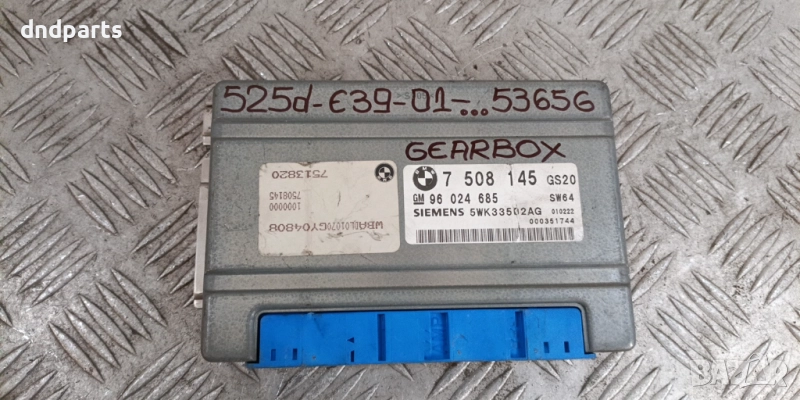 dndparts
525d-E39-01-...53656
GEARBOX
7513820
7508145
1000000
7 508 145 GS20
GM 96 024 685 SW64
SIEMENS 5WK33502AG 010222
000351744
BAZAR